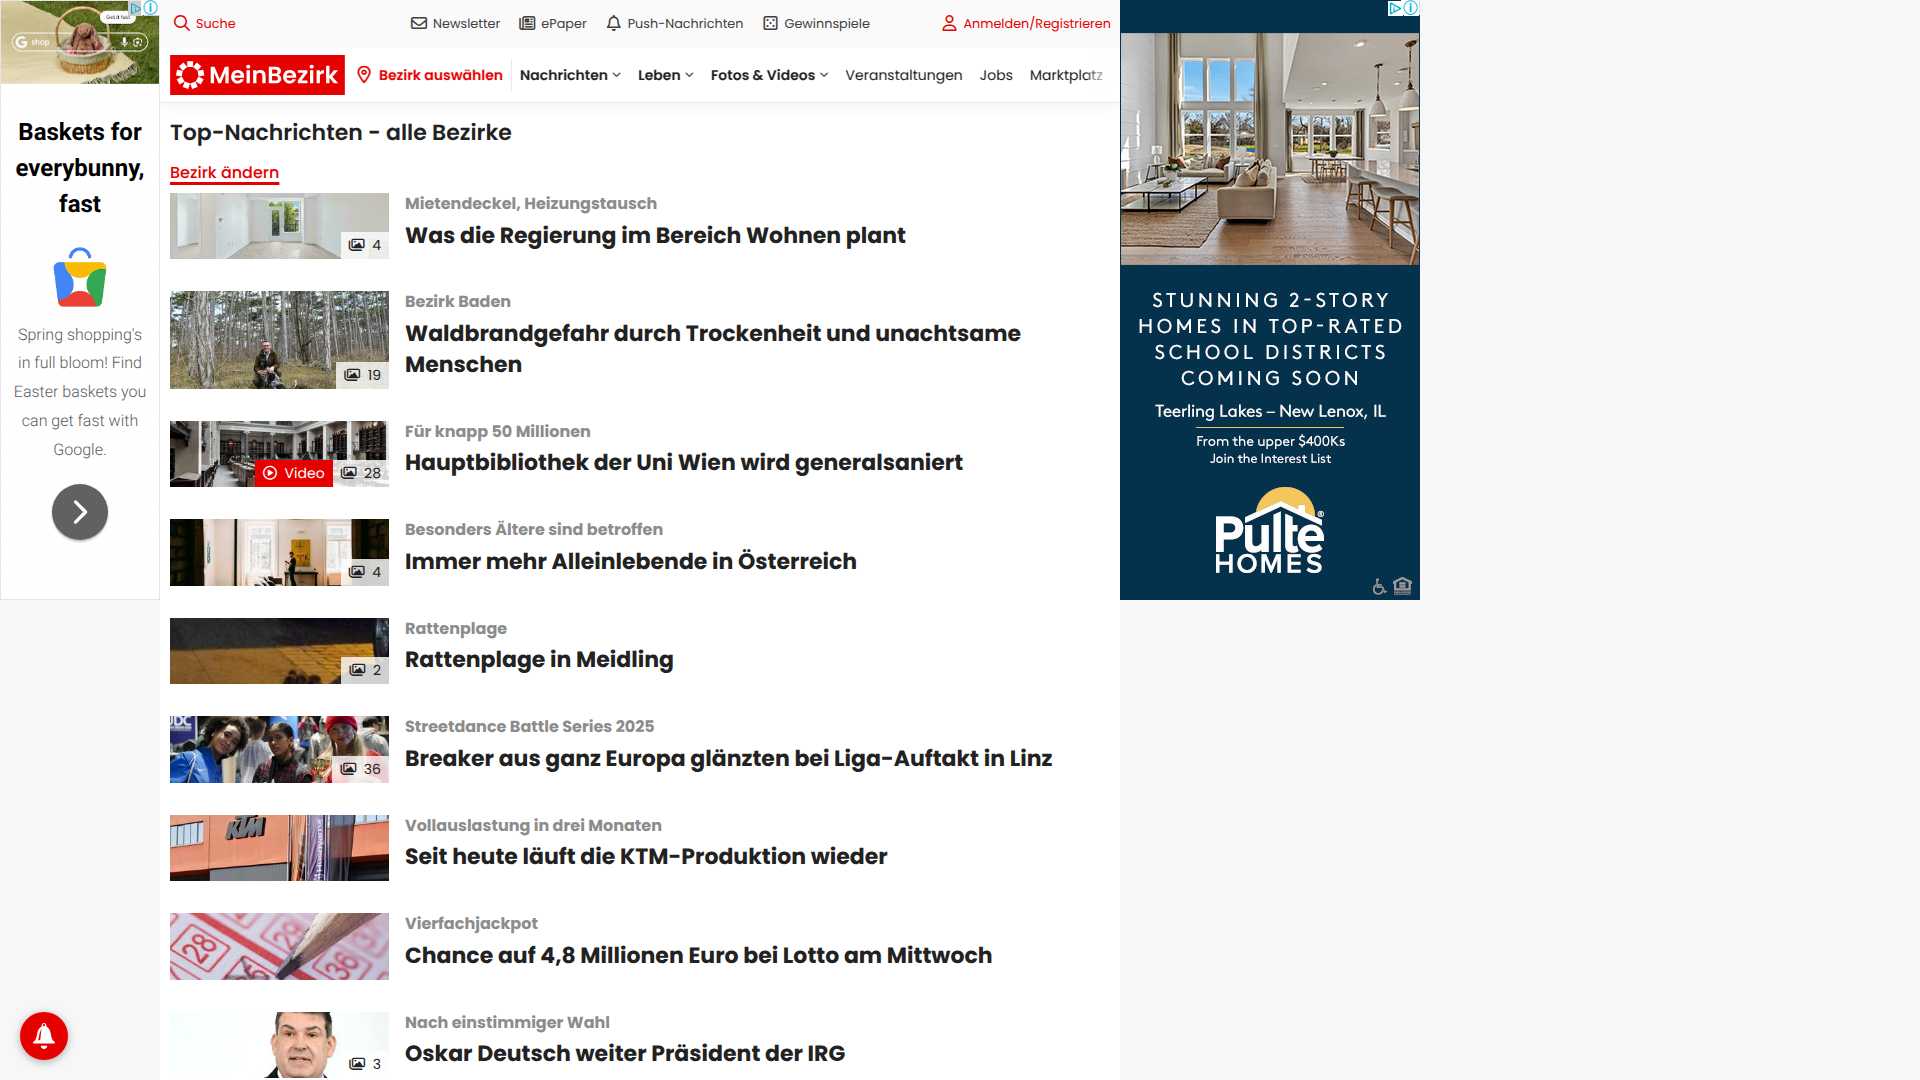 Suche
Newsletter
ePaper
Push-Nachrichten
Gewinnspiele
Anmelden/Registrieren
MeinBezirk
Bezirk auswählen
Nachrichten
Leben
Fotos & Videos
Veranstaltungen
Jobs
Marktplatz
G shop
Baskets for
everybunny,
fast
Spring shopping's
in full bloom! Find
Easter baskets you
can get fast with
Google.
Top-Nachrichten - alle Bezirke
Bezirk ändern
4
Mietendeckel, Heizungstausch
Was die Regierung im Bereich Wohnen plant
19
Bezirk Baden
Waldbrandgefahr durch Trockenheit und unachtsame
Menschen
Video
28
Für knapp 50 Millionen
Hauptbibliothek der Uni Wien wird generalsaniert
4
Besonders Ältere sind betroffen
Immer mehr Alleinlebende in Österreich
2
Rattenplage
Rattenplage in Meidling
36
Streetdance Battle Series 2025
Breaker aus ganz Europa glänzten bei Liga-Auftakt in Linz
KTM
Vollauslastung in drei Monaten
Seit heute läuft die KTM-Produktion wieder
28
29
36
Vierfachjackpot
Chance auf 4,8 Millionen Euro bei Lotto am Mittwoch
3
Nach einstimmiger Wahl
Oskar Deutsch weiter Präsident der IRG
STUNNING 2-STORY
HOMES IN TOP-RATED
SCHOOL DISTRICTS
COMING SOON
Teerling Lakes – New Lenox, IL
From the upper $400Ks
Join the Interest List
Pulte®
HOMES